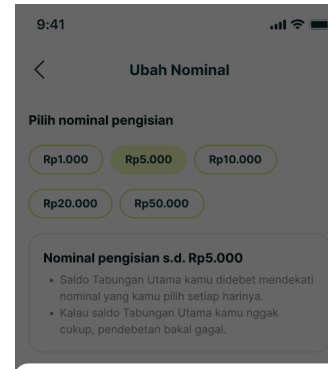 9:41
Ubah Nominal
Pilih nominal pengisian
Rp1.000 Rp5.000 Rp10.000
Rp20.000 Rp50.000
Nominal pengisian s.d. Rp5.000
• Saldo Tabungan Utama kamu didebet mendekati
nominal yang kamu pilih setiap harinya.
• Kalau saldo Tabungan Utama kamu nggak
cukup, pendebetan bakal gagal.